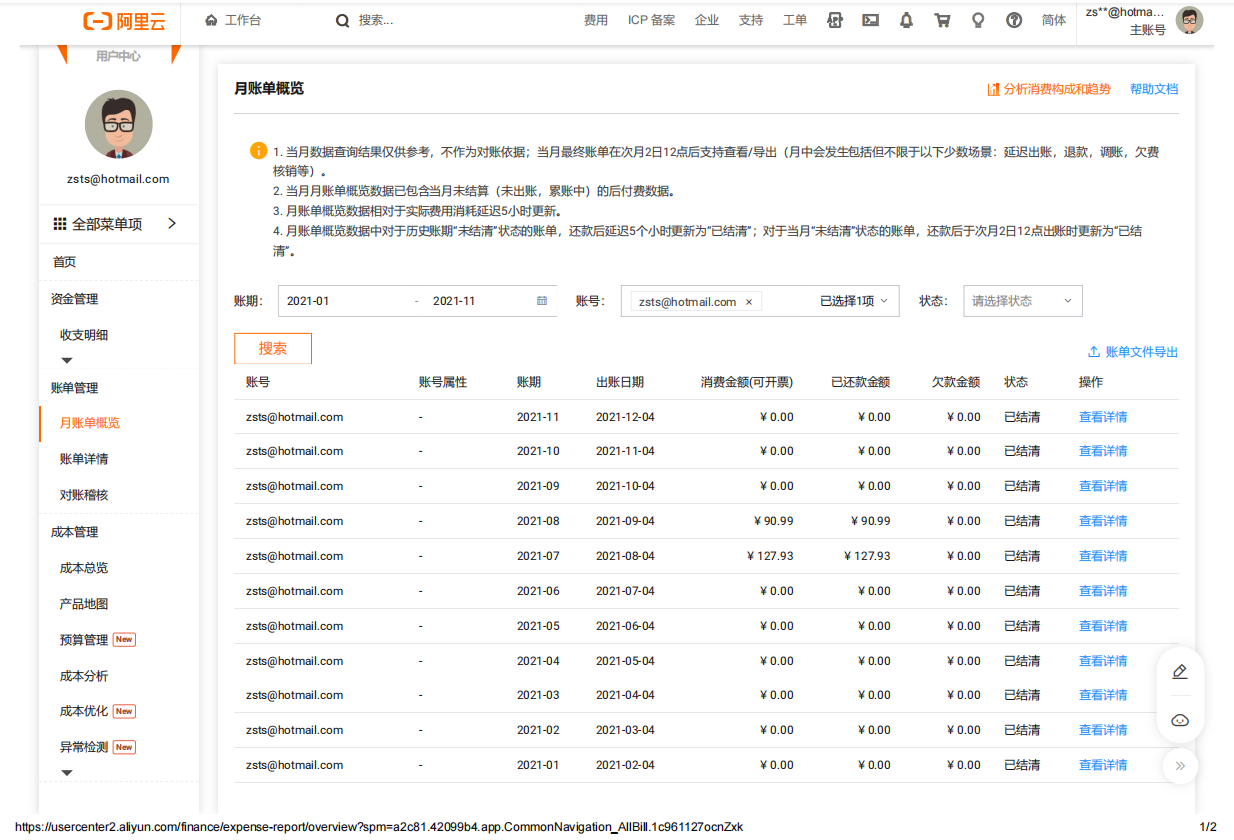 阿里云
工作台
搜索...
费用 ICP 备案 企业 支持 工单 简体
zs**@hotma...
主账号
用户中心
zsts@hotmail.com
全部菜单项
首页
资金管理
收支明细
账单管理
月账单概览
账单详情
对账稽核
成本管理
成本总览
产品地图
预算管理 New
成本分析
成本优化 New
异常检测 New
月账单概览
分析消费构成和趋势 帮助文档
1. 当月数据查询结果仅供参考，不作为对账依据；当月最终账单在次月2日12点后支持查看/导出（月中会发生包括但不限于以下少数场景：延迟出账，退款，调账，欠费
核销等）。
2. 当月月账单概览数据已包含当月未结算（未出账，累账中）的后付费数据。
3. 月账单概览数据相对于实际费用消耗延迟5小时更新。
4. 月账单概览数据中对于历史账期“未结清”状态的账单，还款后延迟5个小时更新为“已结清”；对于当月“未结清”状态的账单，还款后于次月2日12点出账时更新为“已结
清”。
账期： 2021-01 - 2021-11 账号： zsts@hotmail.com × 已选择1项 状态： 请选择状态
搜索
账单文件导出
账号 账号属性 账期 出账日期 消费金额(可开票) 已还款金额 欠款金额 状态 操作
zsts@hotmail.com - 2021-11 2021-12-04 ¥ 0.00 ¥ 0.00 ¥ 0.00 已结清 查看详情
zsts@hotmail.com - 2021-10 2021-11-04 ¥ 0.00 ¥ 0.00 ¥ 0.00 已结清 查看详情
zsts@hotmail.com - 2021-09 2021-10-04 ¥ 0.00 ¥ 0.00 ¥ 0.00 已结清 查看详情
zsts@hotmail.com - 2021-08 2021-09-04 ¥ 90.99 ¥ 90.99 ¥ 0.00 已结清 查看详情
zsts@hotmail.com - 2021-07 2021-08-04 ¥ 127.93 ¥ 127.93 ¥ 0.00 已结清 查看详情
zsts@hotmail.com - 2021-06 2021-07-04 ¥ 0.00 ¥ 0.00 ¥ 0.00 已结清 查看详情
zsts@hotmail.com - 2021-05 2021-06-04 ¥ 0.00 ¥ 0.00 ¥ 0.00 已结清 查看详情
zsts@hotmail.com - 2021-04 2021-05-04 ¥ 0.00 ¥ 0.00 ¥ 0.00 已结清 查看详情
zsts@hotmail.com - 2021-03 2021-04-04 ¥ 0.00 ¥ 0.00 ¥ 0.00 已结清 查看详情
zsts@hotmail.com - 2021-02 2021-03-04 ¥ 0.00 ¥ 0.00 ¥ 0.00 已结清 查看详情
zsts@hotmail.com - 2021-01 2021-02-04 ¥ 0.00 ¥ 0.00 ¥ 0.00 已结清 查看详情
https://usercenter2.aliyun.com/finance/expense-report/overview?spm=a2c81.42099b4.app.CommonNavigation_AllBill.1c961127ocnZxk 1/2